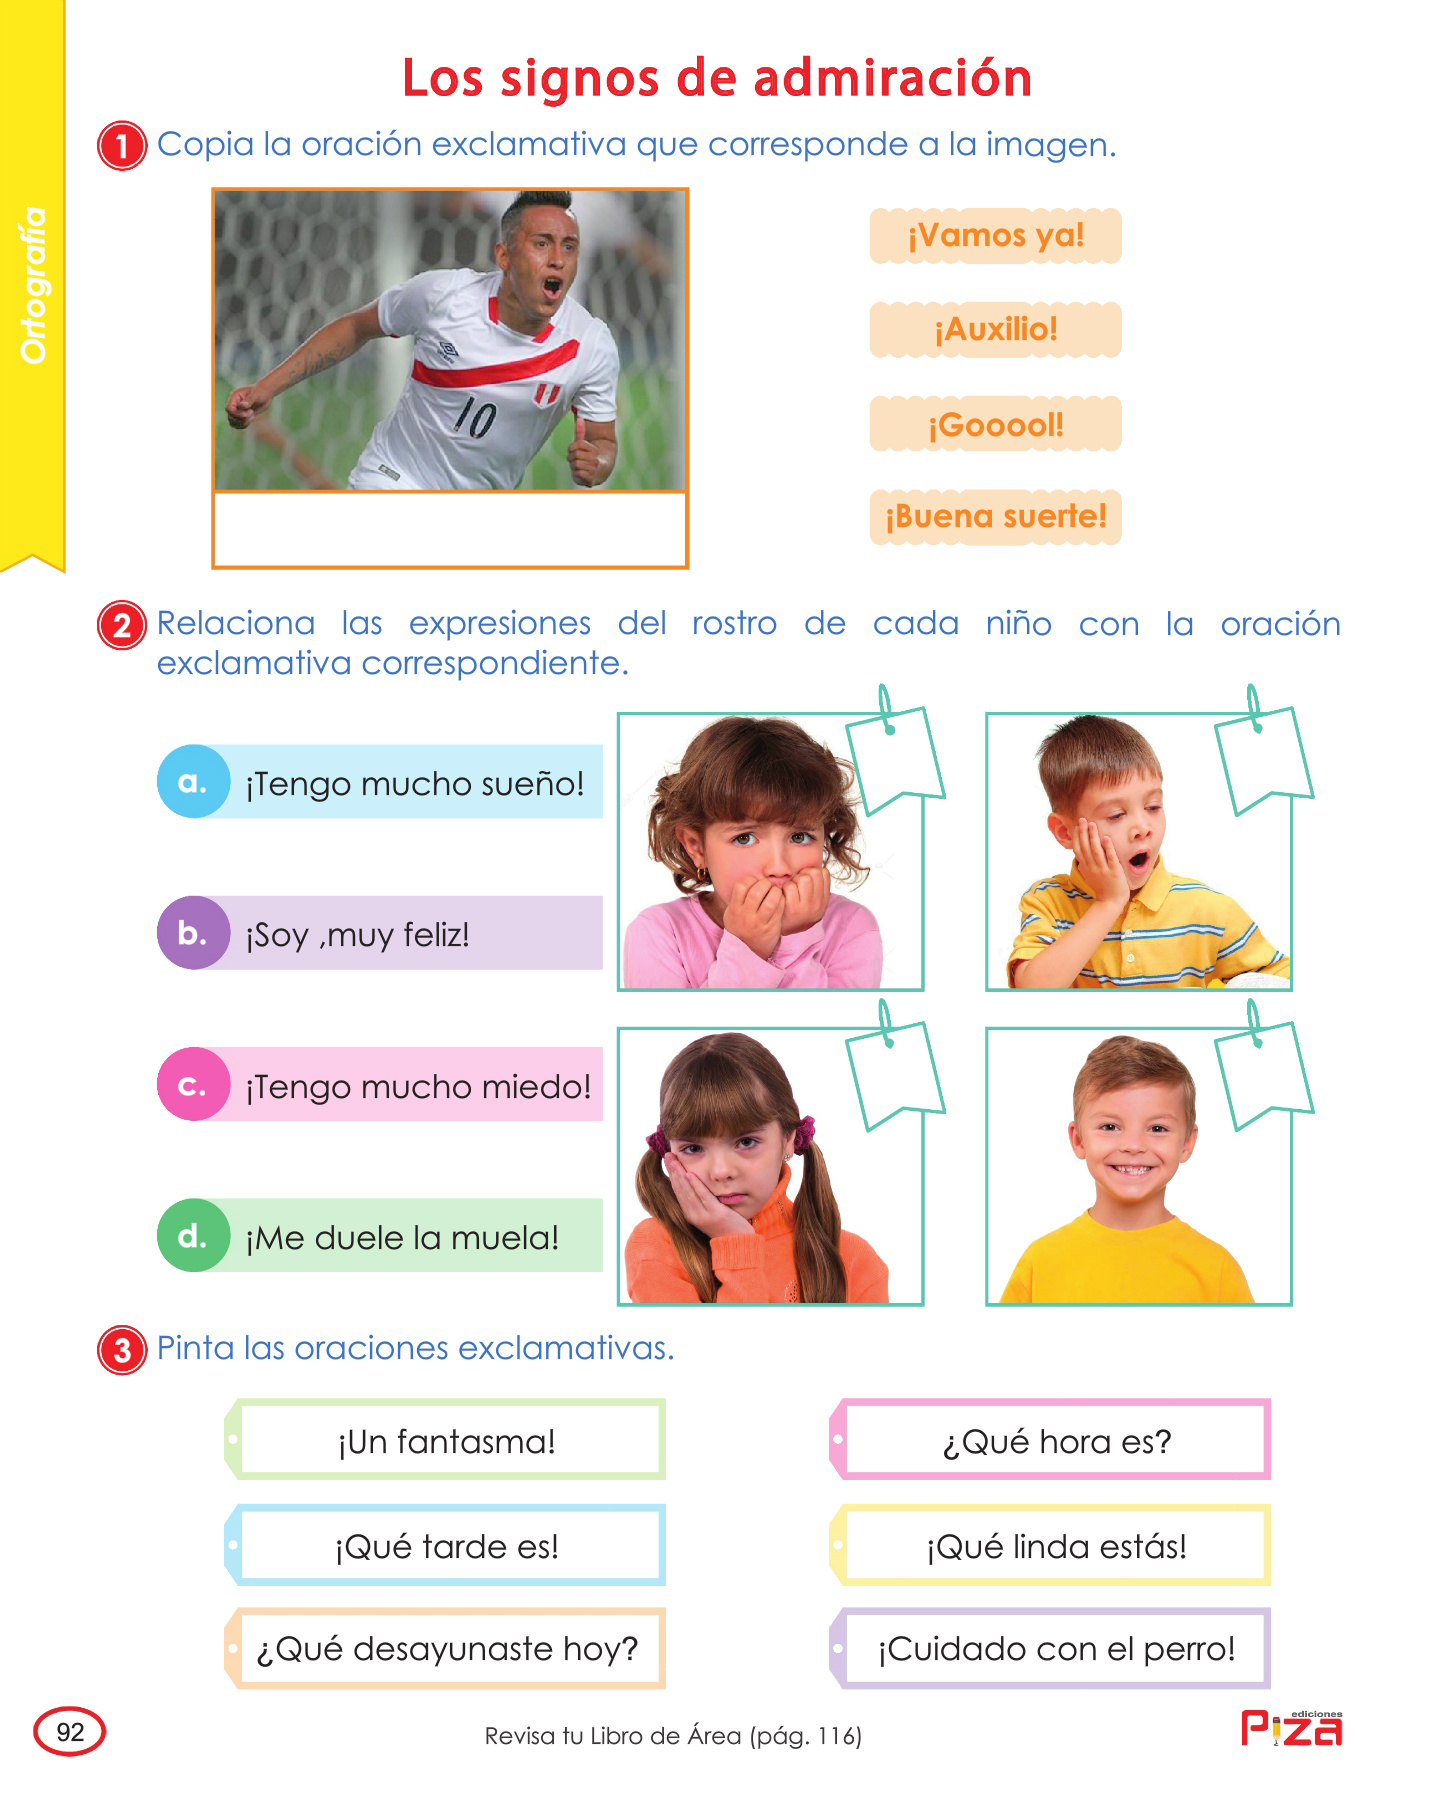 Ortografía
Los signos de admiración
1 Copia la oración exclamativa que corresponde a la imagen.
10
¡Vamos ya!
¡Auxilio!
¡Gooool!
¡Buena suerte!
2 Relaciona las expresiones del rostro de cada niño con la oración
exclamativa correspondiente.
a. ¡Tengo mucho sueño!
b. ¡Soy ,muy feliz!
c. ¡Tengo mucho miedo!
d. ¡Me duele la muela!
3 Pinta las oraciones exclamativas.
¡Un fantasma!
¿Qué hora es?
¡Qué tarde es!
¡Qué linda estás!
¿Qué desayunaste hoy?
¡Cuidado con el perro!
92
Revisa tu Libro de Área (pág. 116)
ediciones
Piza